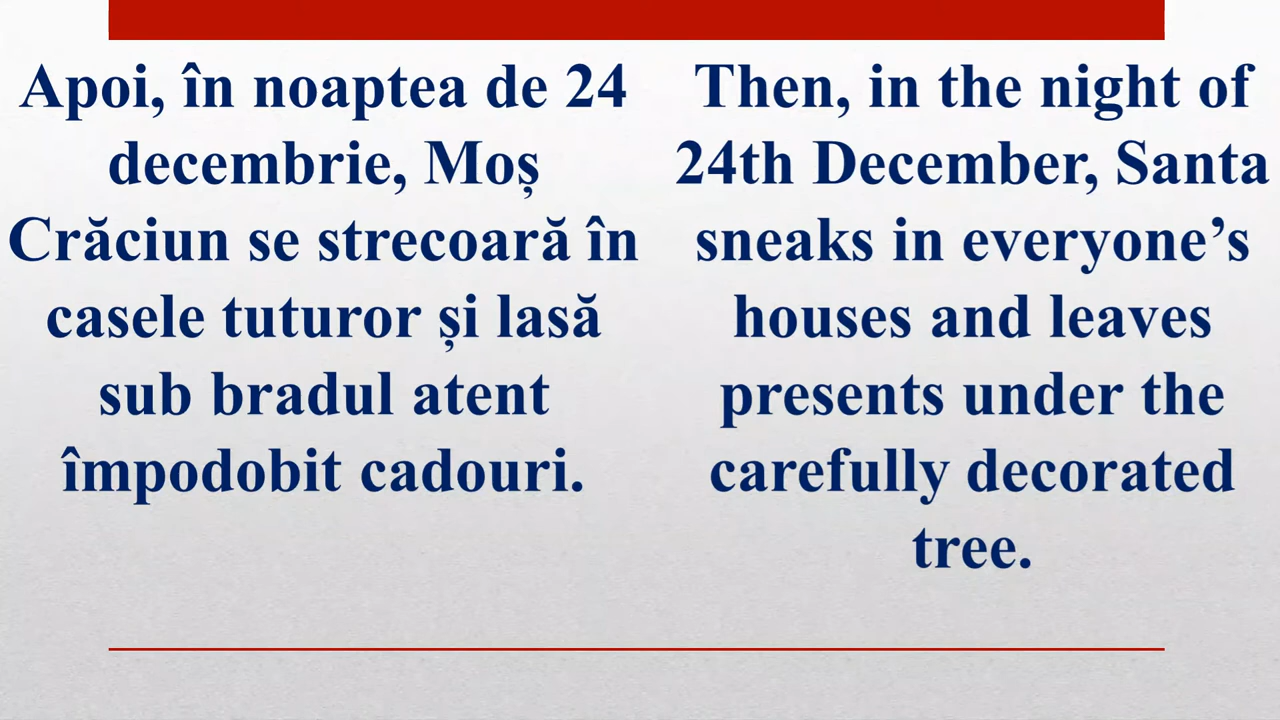 Apoi, în noaptea de 24
decembrie, Moș
Crăciun se strecoară în
casele tuturor și lasă
sub bradul atent
împodobit cadouri.
Then, in the night of
24th December, Santa
sneaks in everyone’s
houses and leaves
presents under the
carefully decorated
tree.